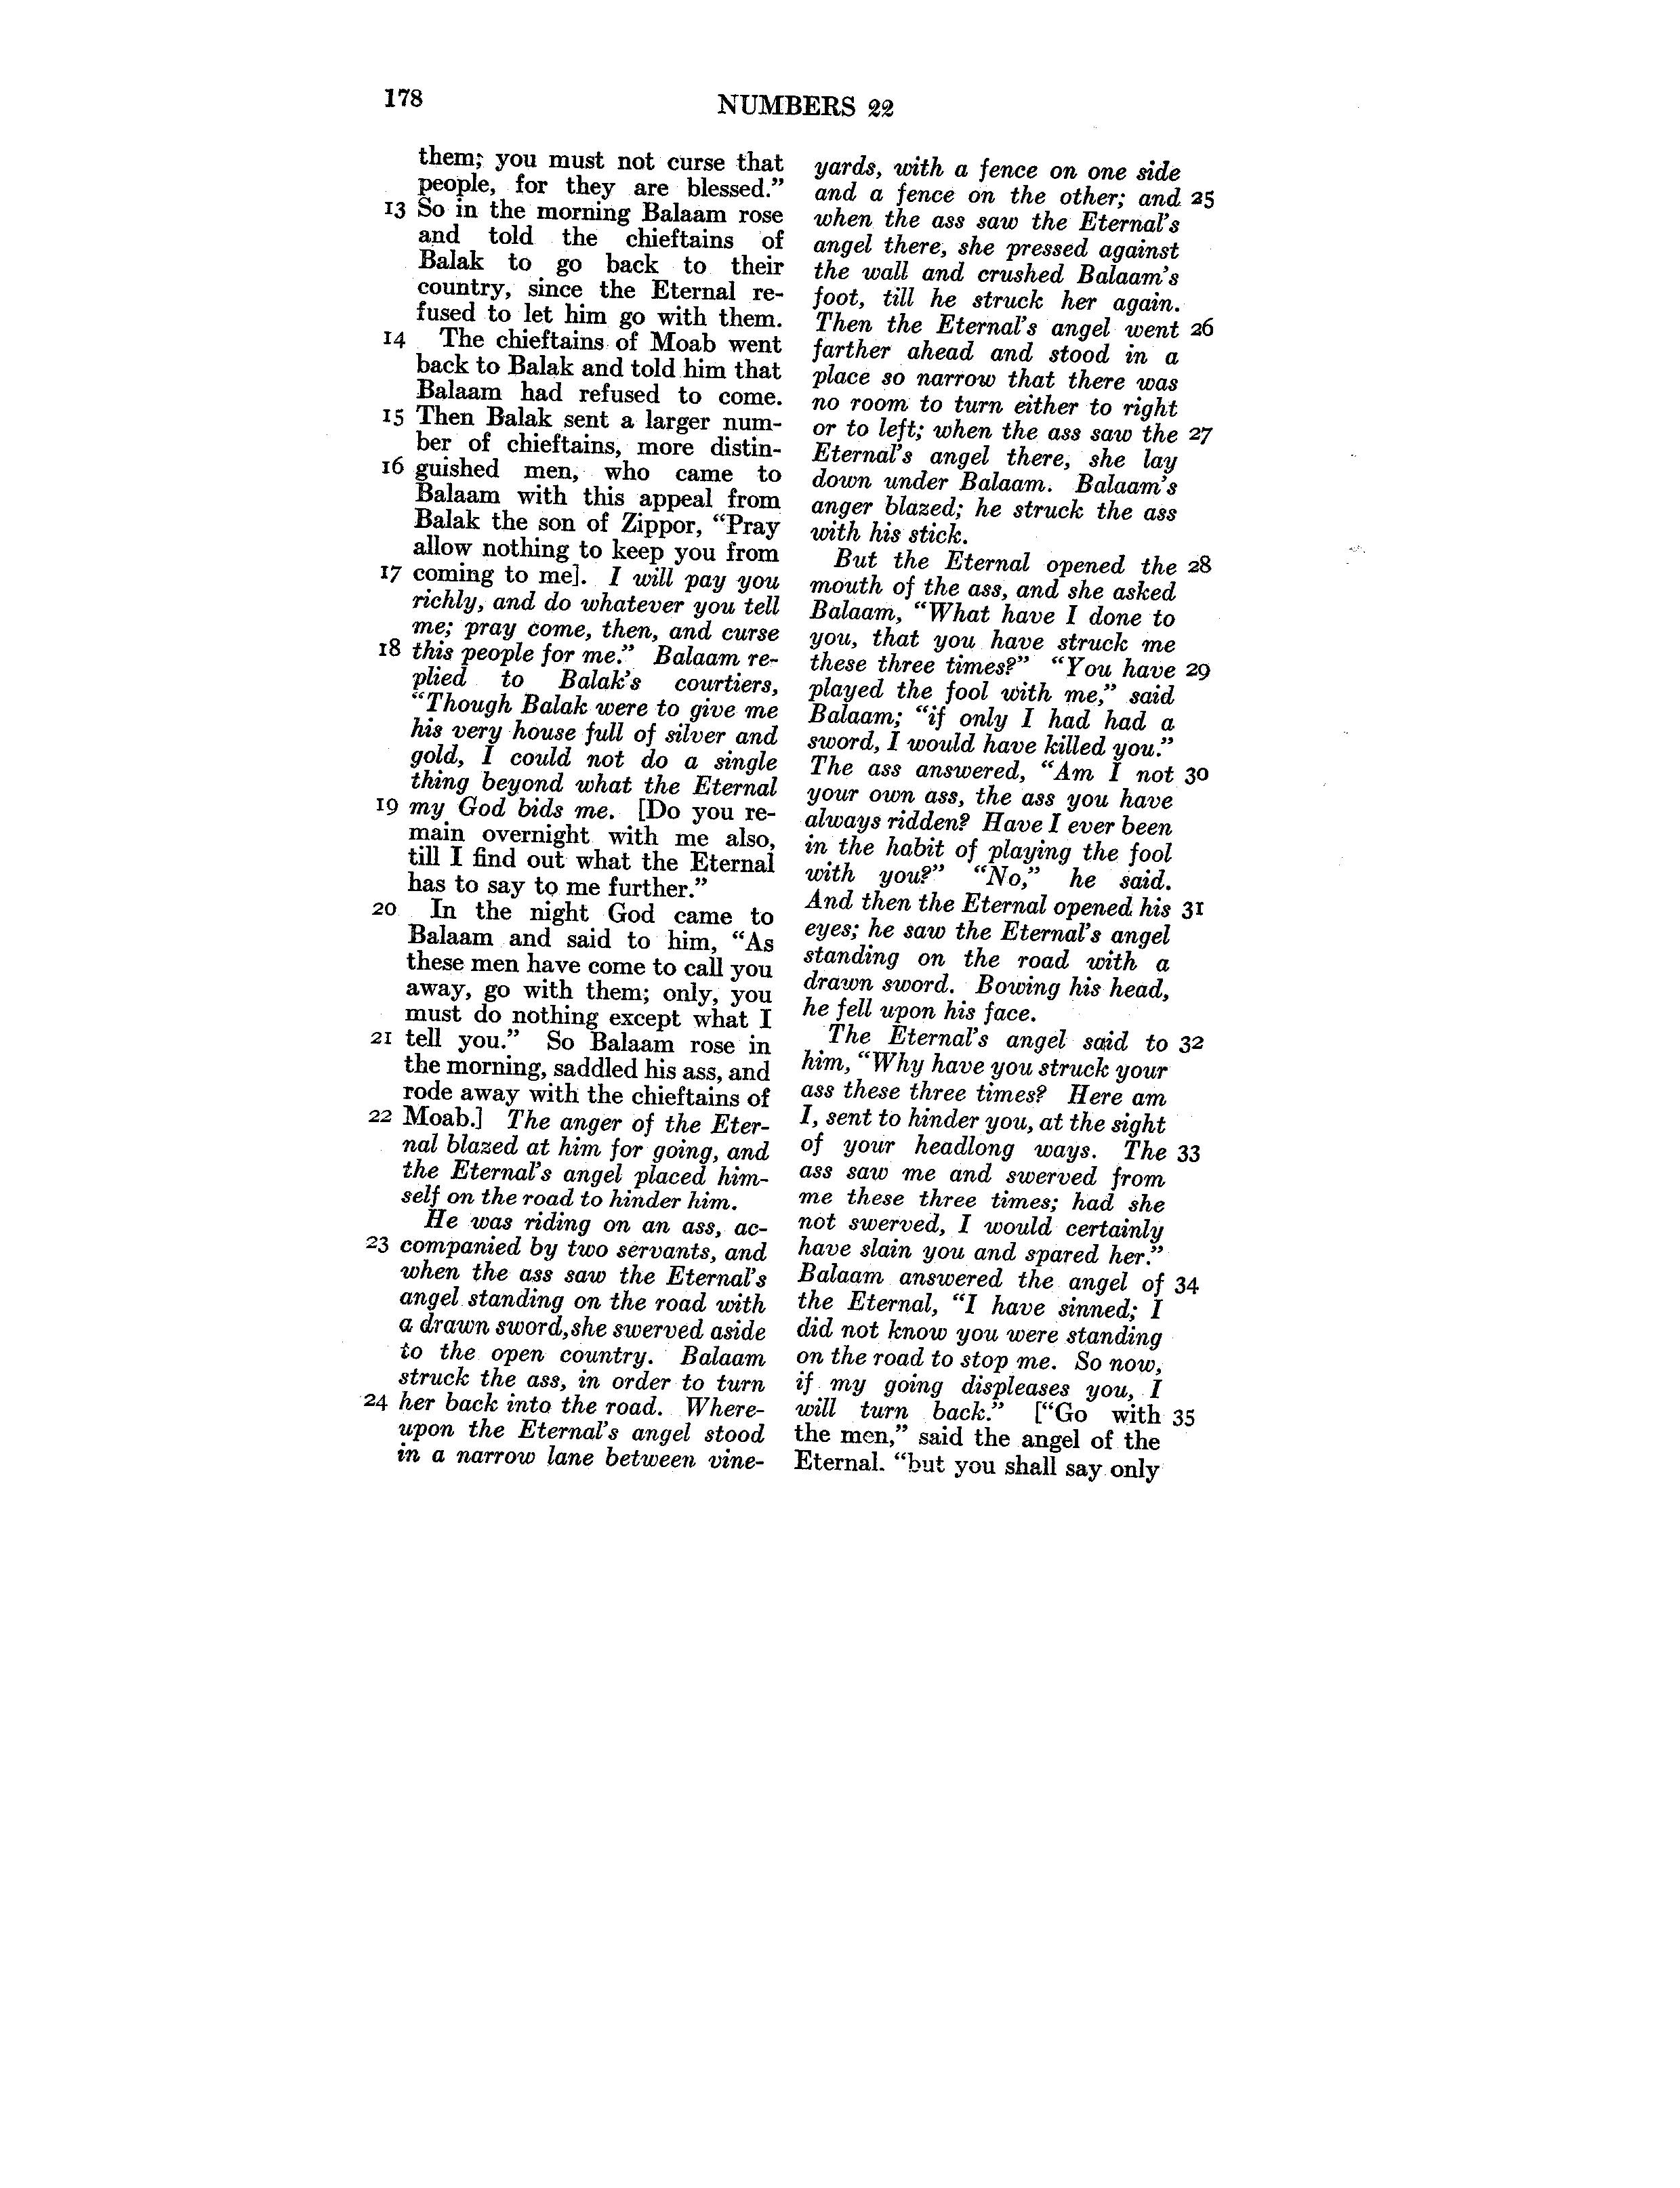 178
NUMBERS 22
them; you must not curse that
people, for they are blessed.”
13 So in the morning Balaam rose
and told the chieftains of
Balak to go back to their
country, since the Eternal re-
fused to let him go with them.
14 The chieftains of Moab went
back to Balak and told him that
Balaam had refused to come.
15 Then Balak sent a larger num-
ber of chieftains, more distin-
16 guished men, who came to
Balaam with this appeal from
Balak the son of Zippor, “Pray
allow nothing to keep you from
17 coming to me]. I will pay you
richly, and do whatever you tell
me; pray come, then, and curse
18 this people for me.” Balaam re-
plied to Balak’s courtiers,
“Though Balak were to give me
his very house full of silver and
gold, I could not do a single
thing beyond what the Eternal
19 my God bids me. [Do you re-
main overnight with me also,
till I find out what the Eternal
has to say to me further.”
20 In the night God came to
Balaam and said to him, “As
these men have come to call you
away, go with them; only, you
must do nothing except what I
21 tell you.” So Balaam rose in
the morning, saddled his ass, and
rode away with the chieftains of
22 Moab.] The anger of the Eter-
nal blazed at him for going, and
the Eternal’s angel placed him-
self on the road to hinder him.
He was riding on an ass, ac-
23 companied by two servants, and
when the ass saw the Eternal’s
angel standing on the road with
a drawn sword, she swerved aside
to the open country. Balaam
struck the ass, in order to turn
24 her back into the road. Where-
upon the Eternal’s angel stood
in a narrow lane between vine-
yards, with a fence on one side
and a fence on the other; and 25
when the ass saw the Eternal’s
angel there, she pressed against
the wall and crushed Balaam’s
foot, till he struck her again.
Then the Eternal’s angel went 26
farther ahead and stood in a
place so narrow that there was
no room to turn either to right
or to left; when the ass saw the 27
Eternal’s angel there, she lay
down under Balaam. Balaam’s
anger blazed; he struck the ass
with his stick.
But the Eternal opened the 28
mouth of the ass, and she asked
Balaam, “What have I done to
you, that you have struck me
these three times?” “You have 29
played the fool with me,” said
Balaam; “if only I had had a
sword, I would have killed you.”
The ass answered, “Am I not 30
your own ass, the ass you have
always ridden? Have I ever been
in the habit of playing the fool
with you?” “No,” he said.
And then the Eternal opened his 31
eyes; he saw the Eternal’s angel
standing on the road with a
drawn sword. Bowing his head,
he fell upon his face.
The Eternal’s angel said to 32
him, “Why have you struck your
ass these three times? Here am
I, sent to hinder you, at the sight
of your headlong ways. The 33
ass saw me and swerved from
me these three times; had she
not swerved, I would certainly
have slain you and spared her.”
Balaam answered the angel of 34
the Eternal, “I have sinned; I
did not know you were standing
on the road to stop me. So now,
if my going displeases you, I
will turn back.” [“Go with 35
the men,” said the angel of the
Eternal. “but you shall say only